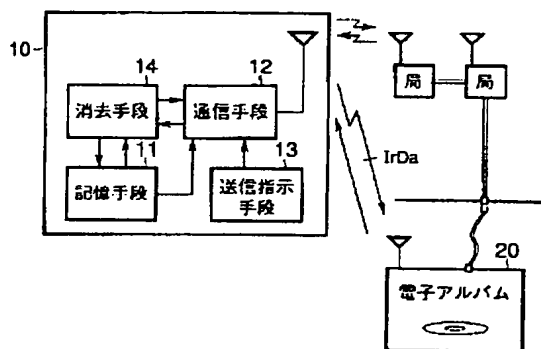 10
14
消去手段
12
通信手段
11
記憶手段
13
送信指示
手段
局
局
IrDa
20
電子アルバム